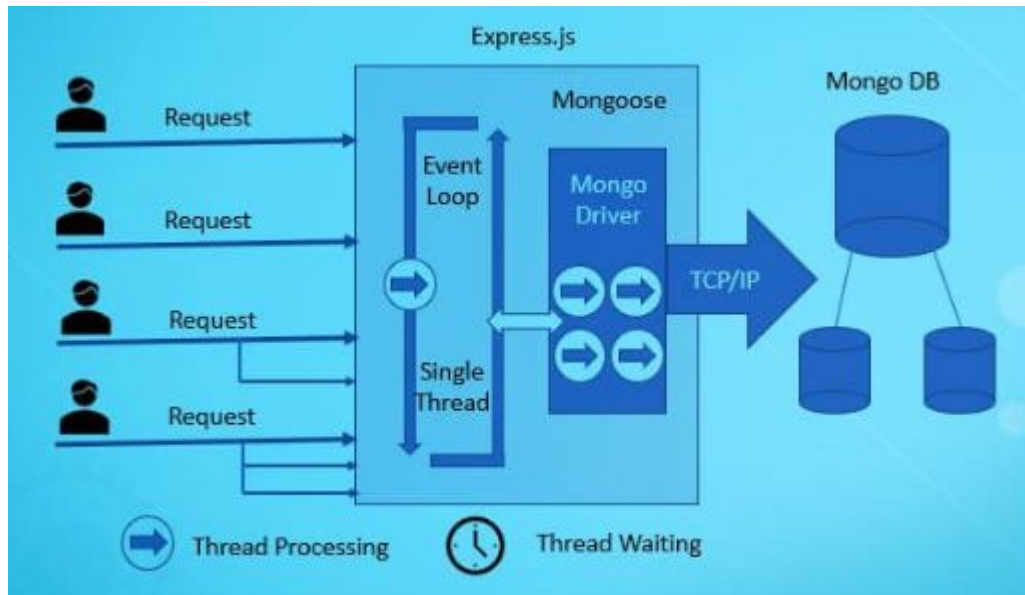 Express.js
Mongoose
Mongo DB
Request
Request
Request
Request
Event
Loop
Single
Thread
Mongo
Driver
TCP/IP
Thread Processing
Thread Waiting